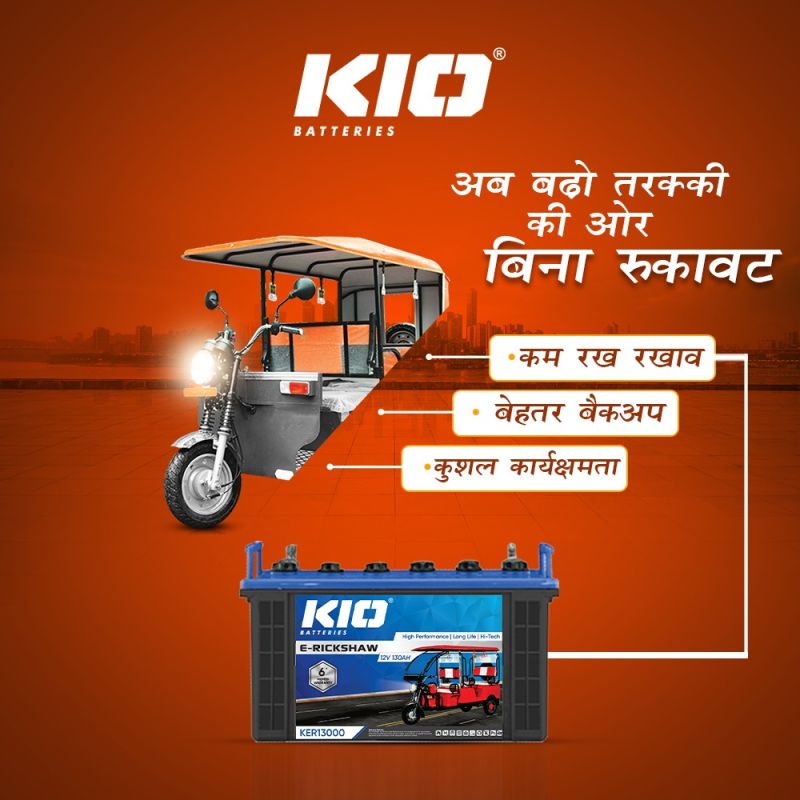 KIO®
BATTERIES
अब बढ़ो तरक्की
की ओर
बिना रुकावट
•कम रख रखाव
• बेहतर बैकअप
•कुशल कार्यक्षमता
KIO®
BATTERIES
High Performance | Long Life | Hi-Tech
E-RICKSHAW
12V 130AH
6*
KER13000